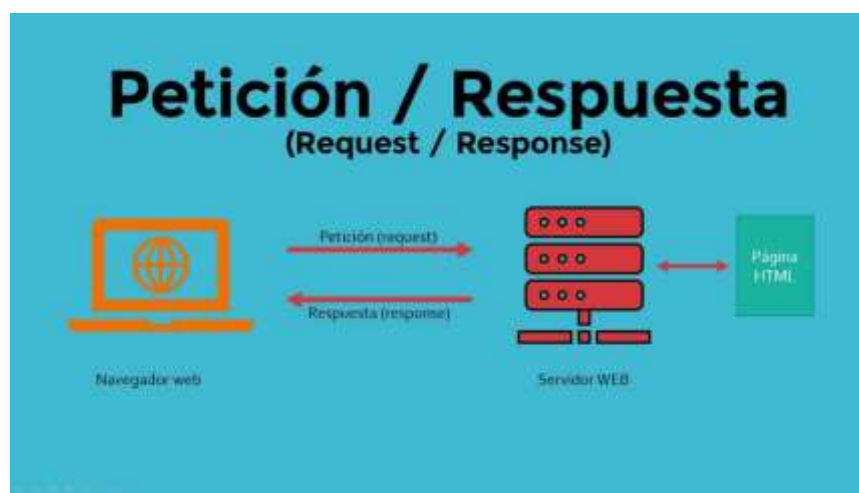 Petición / Respuesta
(Request / Response)
Petición (request)
Respuesta (response)
Página
HTML
Navegador web
Servidor WEB